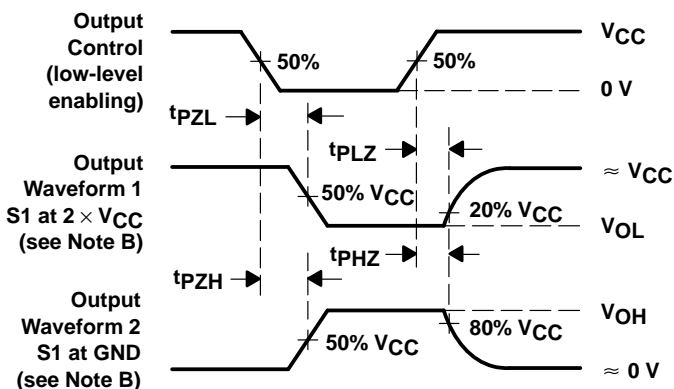 Output
Control
(low-level
enabling)
50%
50%
VCC
0 V
tPZL
tPLZ
Output
Waveform 1
S1 at 2 × VCC
(see Note B)
50% VCC
20% VCC
≈ VCC
VOL
tPZH
tPHZ
Output
Waveform 2
S1 at GND
(see Note B)
50% VCC
80% VCC
VOH
≈ 0 V